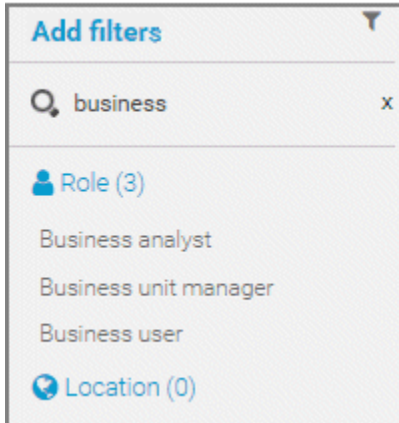 Add filters
business x
Role (3)
Business analyst
Business unit manager
Business user
Location (0)